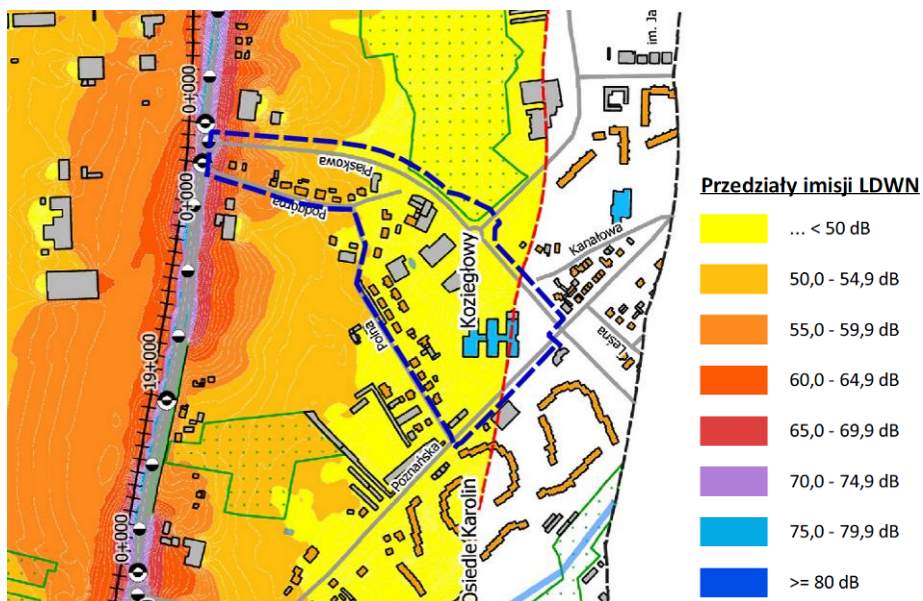 0+000
im. Ja
Piaskowa
0+000
Podgórna
Kanałowa
Koziegłowy
Polna
Leśna
19+000
Poznańska
0+000
Osiedle Karolin
Przedziały imisji LDWN
... < 50 dB
50,0 - 54,9 dB
55,0 - 59,9 dB
60,0 - 64,9 dB
65,0 - 69,9 dB
70,0 - 74,9 dB
75,0 - 79,9 dB
>= 80 dB